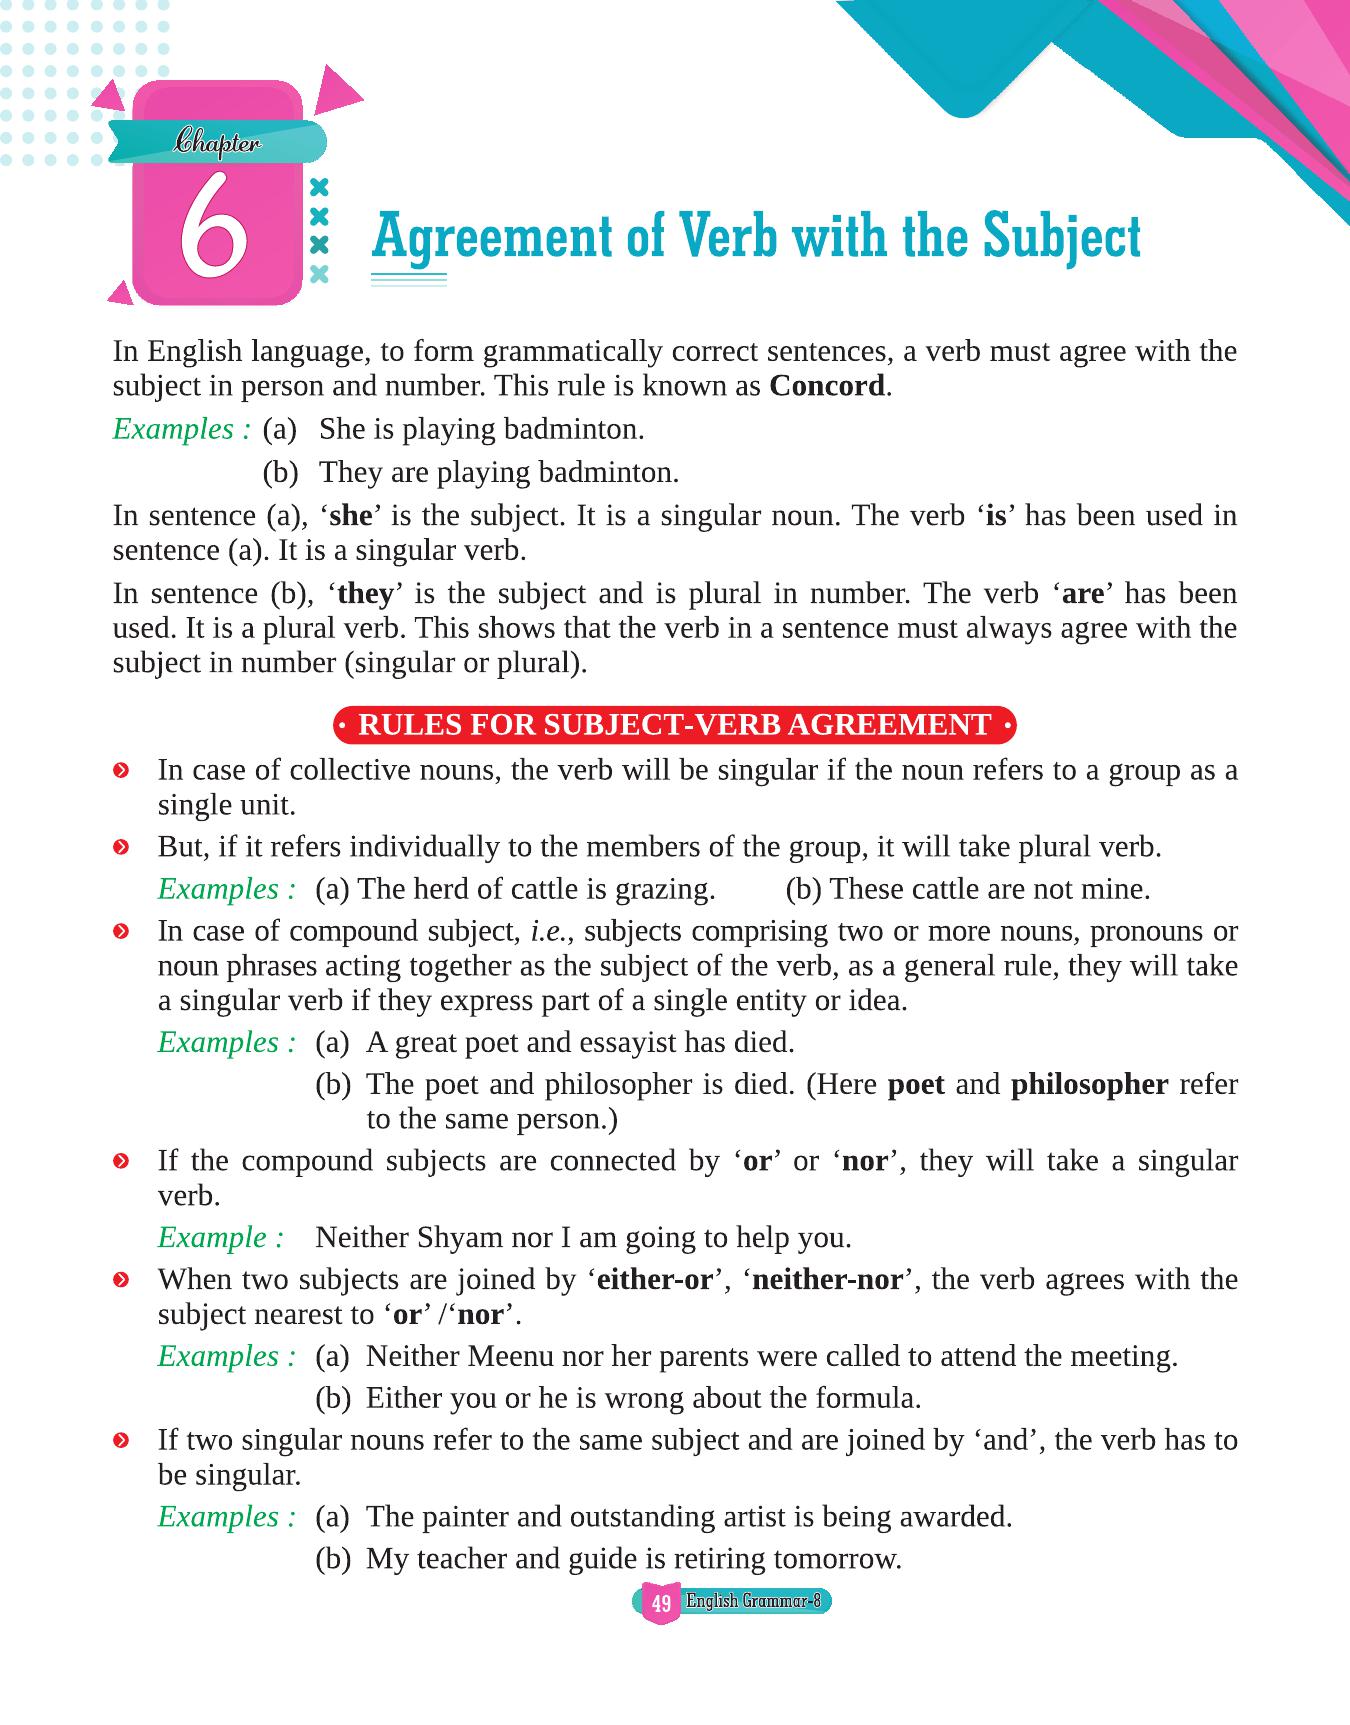 Chapter
6
Agreement of Verb with the Subject
In English language, to form grammatically correct sentences, a verb must agree with the
subject in person and number. This rule is known as Concord.
Examples : (a) She is playing badminton.
(b) They are playing badminton.
In sentence (a), ‘she’ is the subject. It is a singular noun. The verb ‘is’ has been used in
sentence (a). It is a singular verb.
In sentence (b), ‘they’ is the subject and is plural in number. The verb ‘are’ has been
used. It is a plural verb. This shows that the verb in a sentence must always agree with the
subject in number (singular or plural).
• RULES FOR SUBJECT-VERB AGREEMENT •
In case of collective nouns, the verb will be singular if the noun refers to a group as a
single unit.
But, if it refers individually to the members of the group, it will take plural verb.
Examples : (a) The herd of cattle is grazing. (b) These cattle are not mine.
In case of compound subject, i.e., subjects comprising two or more nouns, pronouns or
noun phrases acting together as the subject of the verb, as a general rule, they will take
a singular verb if they express part of a single entity or idea.
Examples : (a) A great poet and essayist has died.
(b) The poet and philosopher is died. (Here poet and philosopher refer
to the same person.)
If the compound subjects are connected by ‘or’ or ‘nor’, they will take a singular
verb.
Example : Neither Shyam nor I am going to help you.
When two subjects are joined by ‘either-or’, ‘neither-nor’, the verb agrees with the
subject nearest to ‘or’ /‘nor’.
Examples : (a) Neither Meenu nor her parents were called to attend the meeting.
(b) Either you or he is wrong about the formula.
If two singular nouns refer to the same subject and are joined by ‘and’, the verb has to
be singular.
Examples : (a) The painter and outstanding artist is being awarded.
(b) My teacher and guide is retiring tomorrow.
49 English Grammar-8